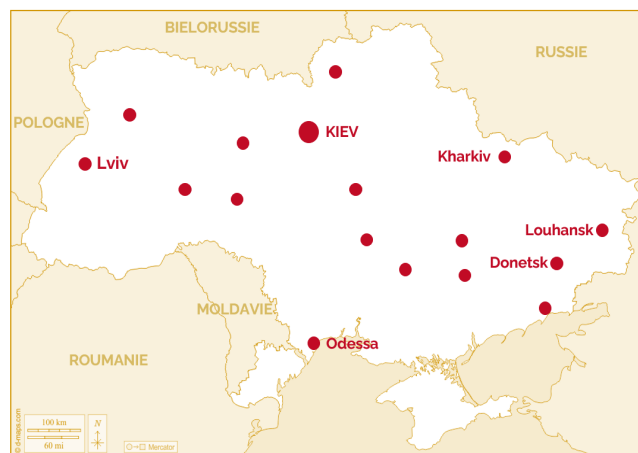 BIELORUSSIE
RUSSIE
POLOGNE
KIEV
Kharkiv
Lviv
Louhansk
Donetsk
MOLDAVIE
Odessa
ROUMANIE
100 km
60 mi
N
Mercator
© d-maps.com